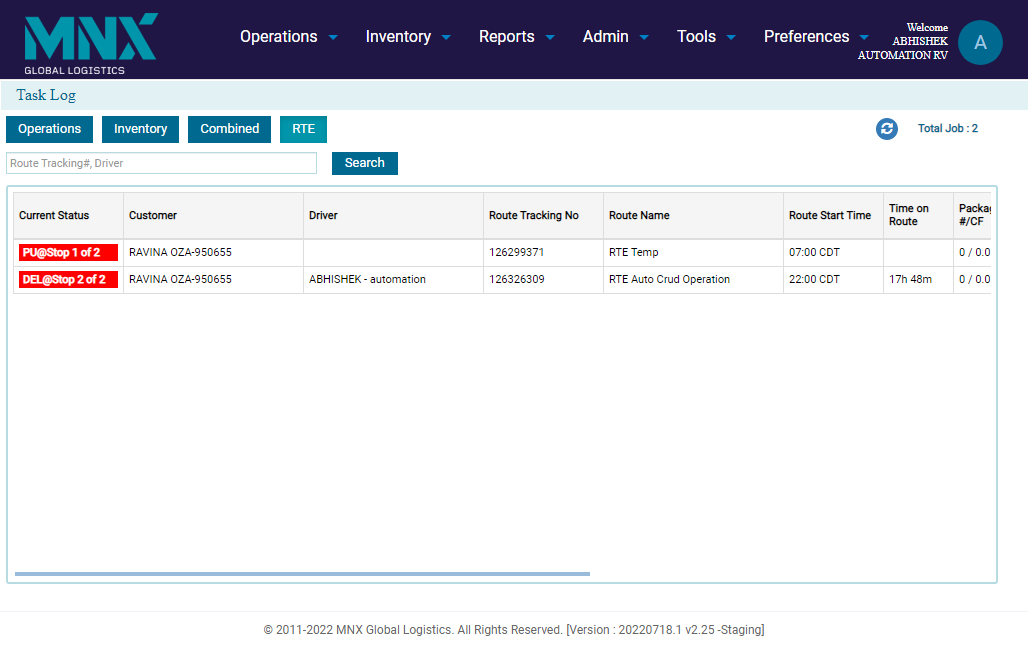 MNX
GLOBAL LOGISTICS
Operations Inventory Reports Admin Tools Preferences
Welcome
ABHISHEK
AUTOMATION RV
A
Task Log
Operations Inventory Combined RTE
Total Job : 2
Route Tracking#, Driver
Search
Current Status Customer Driver Route Tracking No Route Name Route Start Time Time on Route Packag #/CF
PU@Stop 1 of 2 RAVINA OZA-950655 126299371 RTE Temp 07:00 CDT 0 / 0.0
DEL@Stop 2 of 2 RAVINA OZA-950655 ABHISHEK - automation 126326309 RTE Auto Crud Operation 22:00 CDT 17h 48m 0 / 0.0
© 2011-2022 MNX Global Logistics. All Rights Reserved. [Version : 20220718.1 v2.25 -Staging]